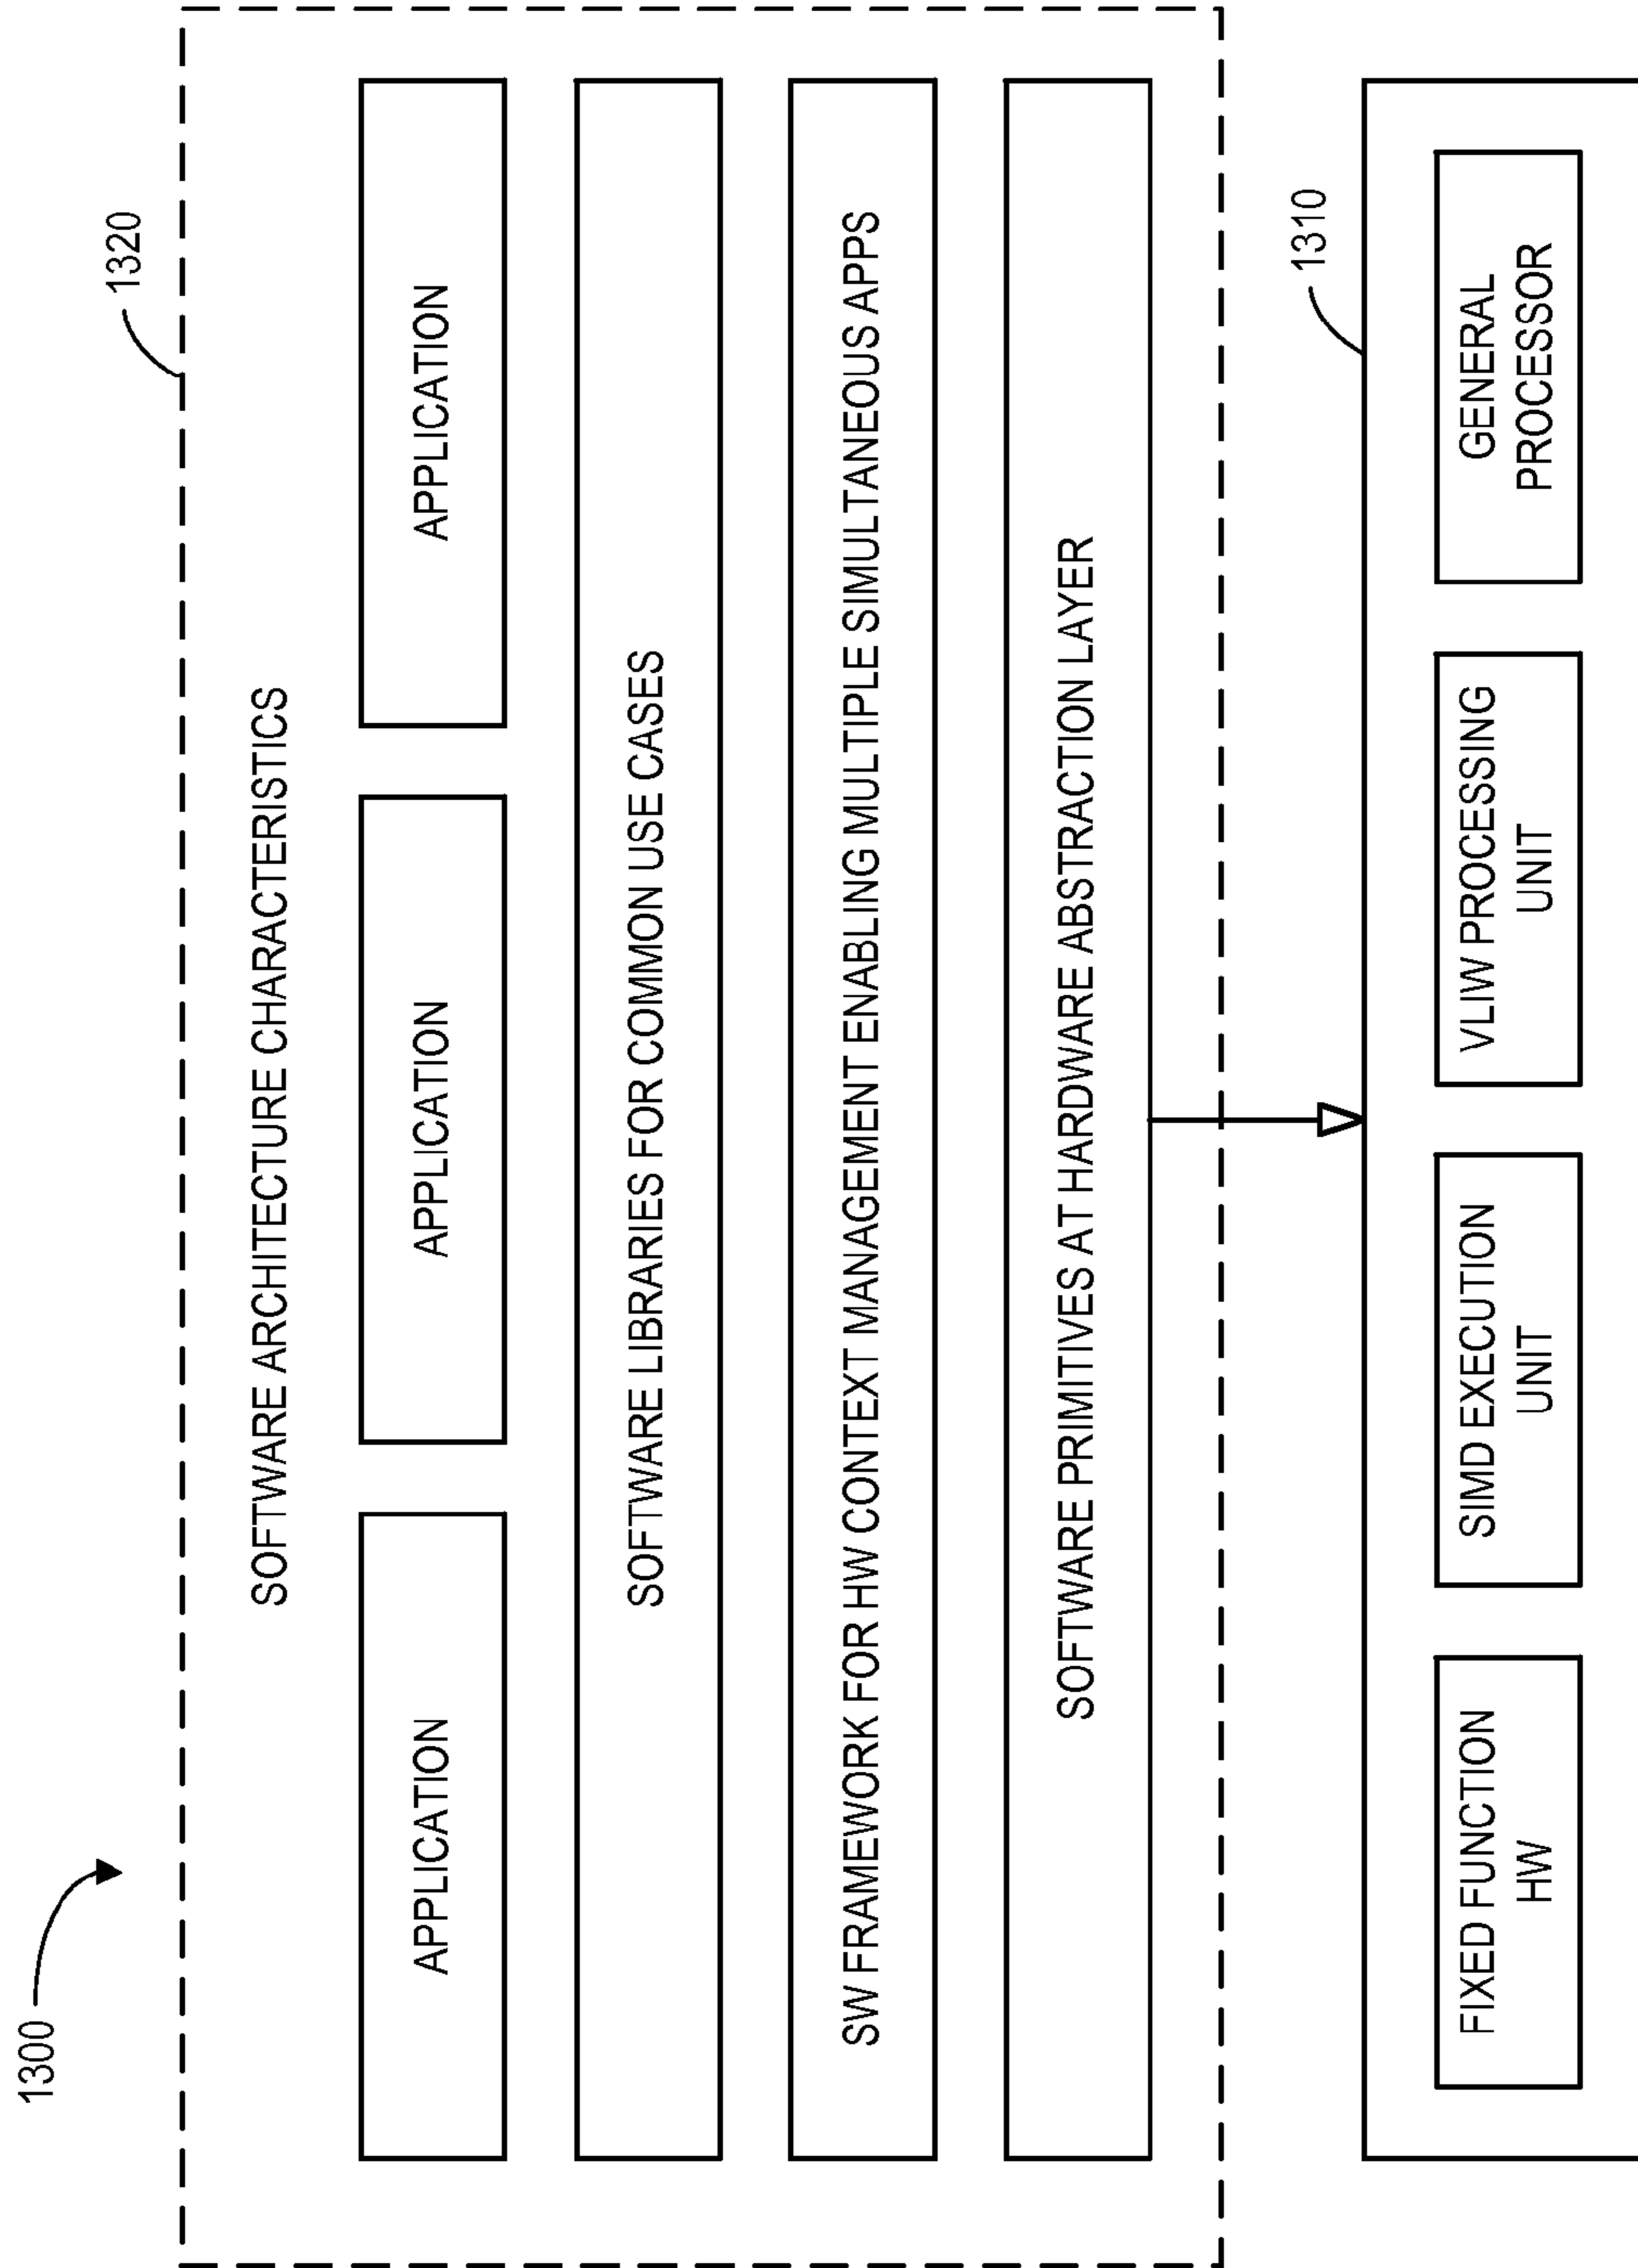 1300
1320
SOFTWARE ARCHITECTURE CHARACTERISTICS
APPLICATION
APPLICATION
APPLICATION
SOFTWARE LIBRARIES FOR COMMON USE CASES
SW FRAMEWORK FOR HW CONTEXT MANAGEMENT ENABLING MULTIPLE SIMULTANEOUS APPS
SOFTWARE PRIMITIVES AT HARDWARE ABSTRACTION LAYER
1310
FIXED FUNCTION
HW
SIMD EXECUTION
UNIT
VLIW PROCESSING
UNIT
GENERAL
PROCESSOR